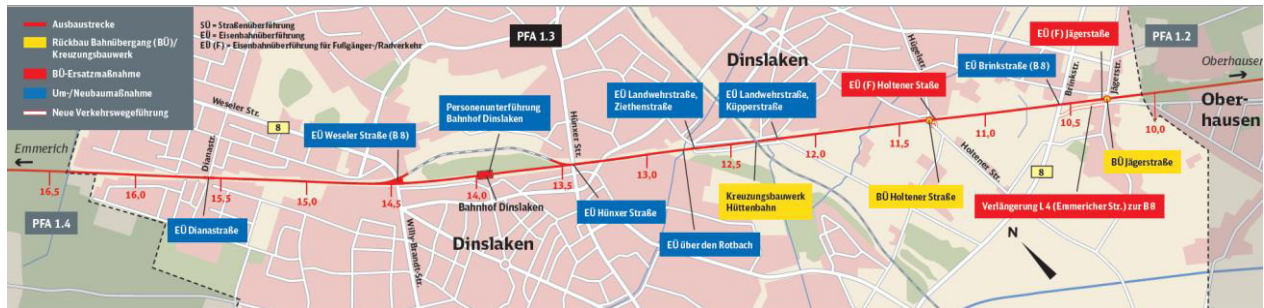 Ausbaustrecke
Rückbau Bahnübergang (BÜ)/
Kreuzungsbauwerk
BÜ-Ersatzmaßnahme
Um-/Neubaumaßnahme
Neue Verkehrswegeführung
SÜ = Straßenüberführung
EÜ = Eisenbahnüberführung
EÜ (F) = Eisenbahnüberführung für Fußgänger-/Radverkehr
PFA 1.3
PFA 1.2
PFA 1.4
Emmerich
Oberhausen
Ober-
hausen
Dinslaken
Dinslaken
Weseler Str.
8
Dianastr.
EÜ Weseler Straße (B 8)
Personenunterführung
Bahnhof Dinslaken
Hünxer Str.
EÜ Landwehrstraße,
Ziethenstraße
EÜ Landwehrstraße,
Küpperstraße
EÜ (F) Holtener Staße
Hügelstr.
EÜ Brinkstraße (B 8)
EÜ (F) Jägerstaße
Brinkstr.
Jägerstr.
16,5
16,0
15,5
15,0
14,5
14,0
13,5
13,0
12,5
12,0
11,5
11,0
10,5
10,0
EÜ Dianastraße
Willy-Brandt-Str.
Bahnhof Dinslaken
EÜ Hünxer Straße
EÜ über den Rotbach
Kreuzungsbauwerk
Hüttenbahn
BÜ Holtener Straße
Holtener Str.
8
BÜ Jägerstraße
Verlängerung L 4 (Emmericher Str.) zur B 8
N